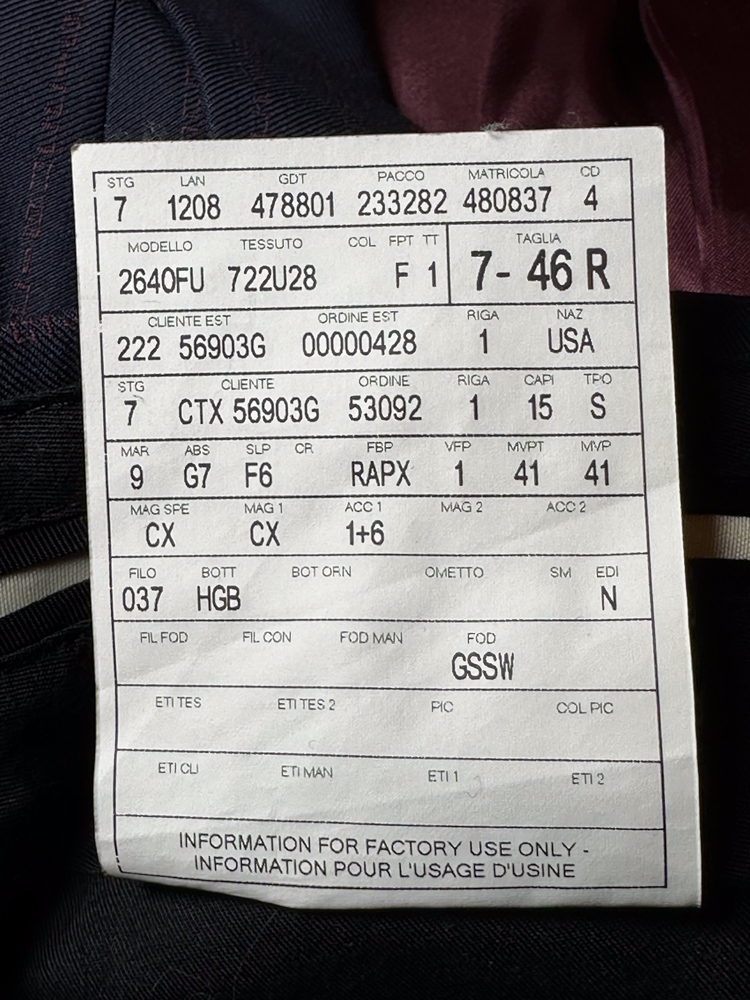 STG LAN GDT PACCO MATRICOLA CD
7 1208 478801 233282 480837 4
MODELLO TESSUTO COL FPT TT TAGLIA
2640FU 722U28 F 1 7- 46 R
CLIENTE EST ORDINE EST RIGA NAZ
222 56903G 00000428 1 USA
STG CLIENTE ORDINE RIGA CAPI TPO
7 CTX 56903G 53092 1 15 S
MAR ABS SLP CR FBP VFP MVPT MVP
9 G7 F6 RAPX 1 41 41
MAG SPE MAG 1 ACC 1 MAG 2 ACC 2
CX CX 1+6
FILO BOTT BOT ORN OMETTO SM EDI
037 HGB N
FIL FOD FIL CON FOD MAN FOD
GSSW
ETI TES ETI TES 2 PIC COL PIC
ETI CLI ETI MAN ETI 1 ETI 2
INFORMATION FOR FACTORY USE ONLY -
INFORMATION POUR L'USAGE D'USINE